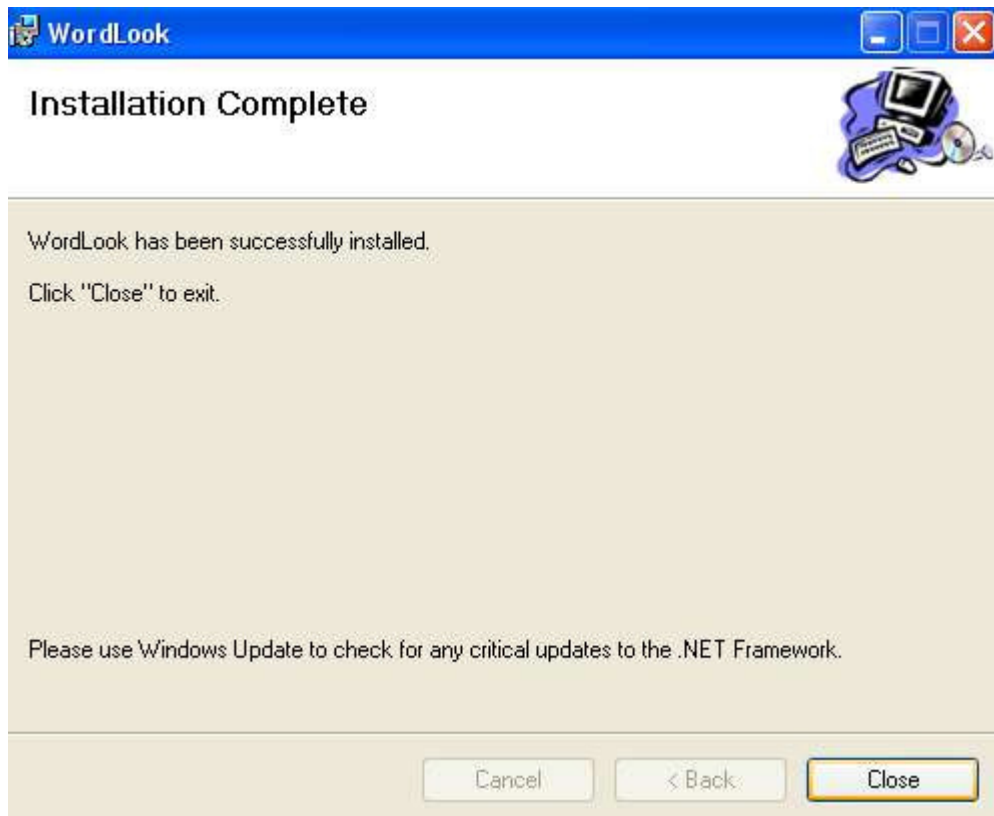 WordLook
Installation Complete
WordLook has been successfully installed.
Click "Close" to exit.
Please use Windows Update to check for any critical updates to the .NET Framework.
Cancel
< Back
Close